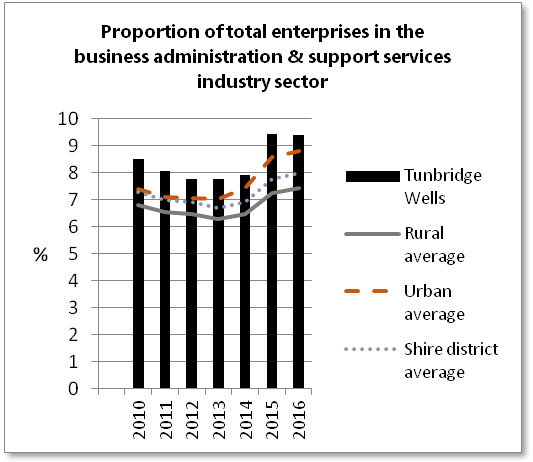 Proportion of total enterprises in the
business administration & support services
industry sector
10
9
8
7
6
5
4
3
2
1
0
%
2010
2011
2012
2013
2014
2015
2016
Tunbridge
Wells
Rural
average
Urban
average
Shire district
average